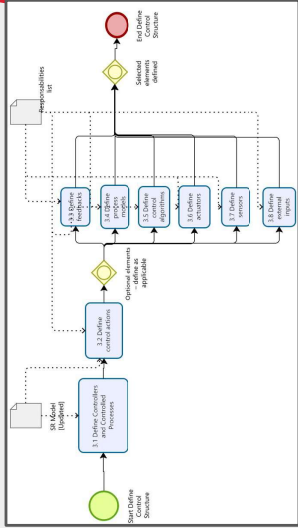 Start Define
Control
Structure
3.1 Define Controllers
and Controlled
Processes
SR Model
[Updated]
3.2 Define
control actions
Optional elements
- define as
applicable
3.3 Define
feedbacks
3.4 Define
process
models
3.5 Define
control
algorithms
3.6 Define
actuators
3.7 Define
sensors
3.8 Define
external
inputs
Responsabilities
list
Selected
elements
defined
End Define
Control
Structure